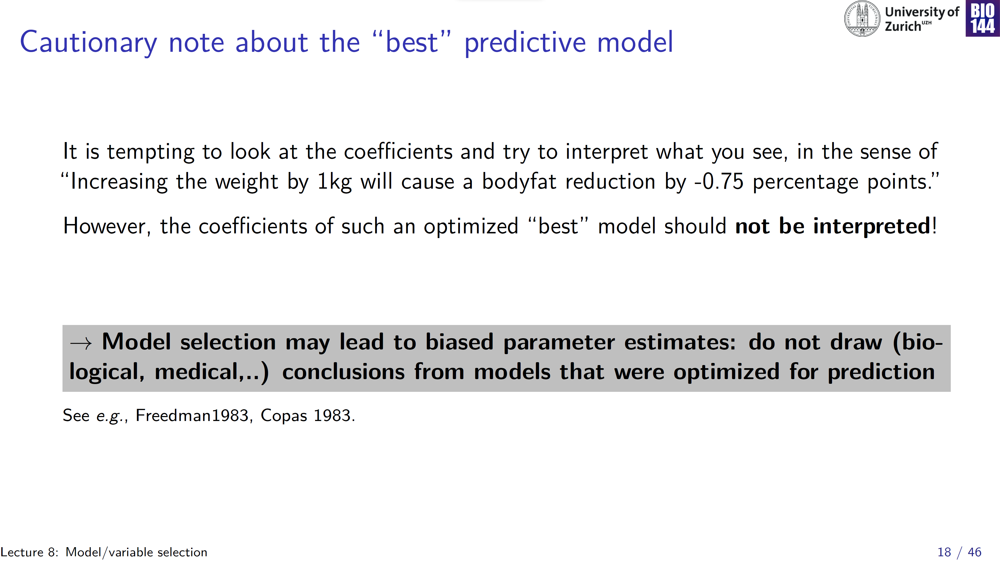 University of
Zurich UZH
BIO
144
Cautionary note about the “best” predictive model
It is tempting to look at the coefficients and try to interpret what you see, in the sense of
“Increasing the weight by 1kg will cause a bodyfat reduction by -0.75 percentage points.”
However, the coefficients of such an optimized “best” model should not be interpreted!
→ Model selection may lead to biased parameter estimates: do not draw (bio-
logical, medical,..) conclusions from models that were optimized for prediction
See e.g., Freedman1983, Copas 1983.
Lecture 8: Model/variable selection
18 / 46